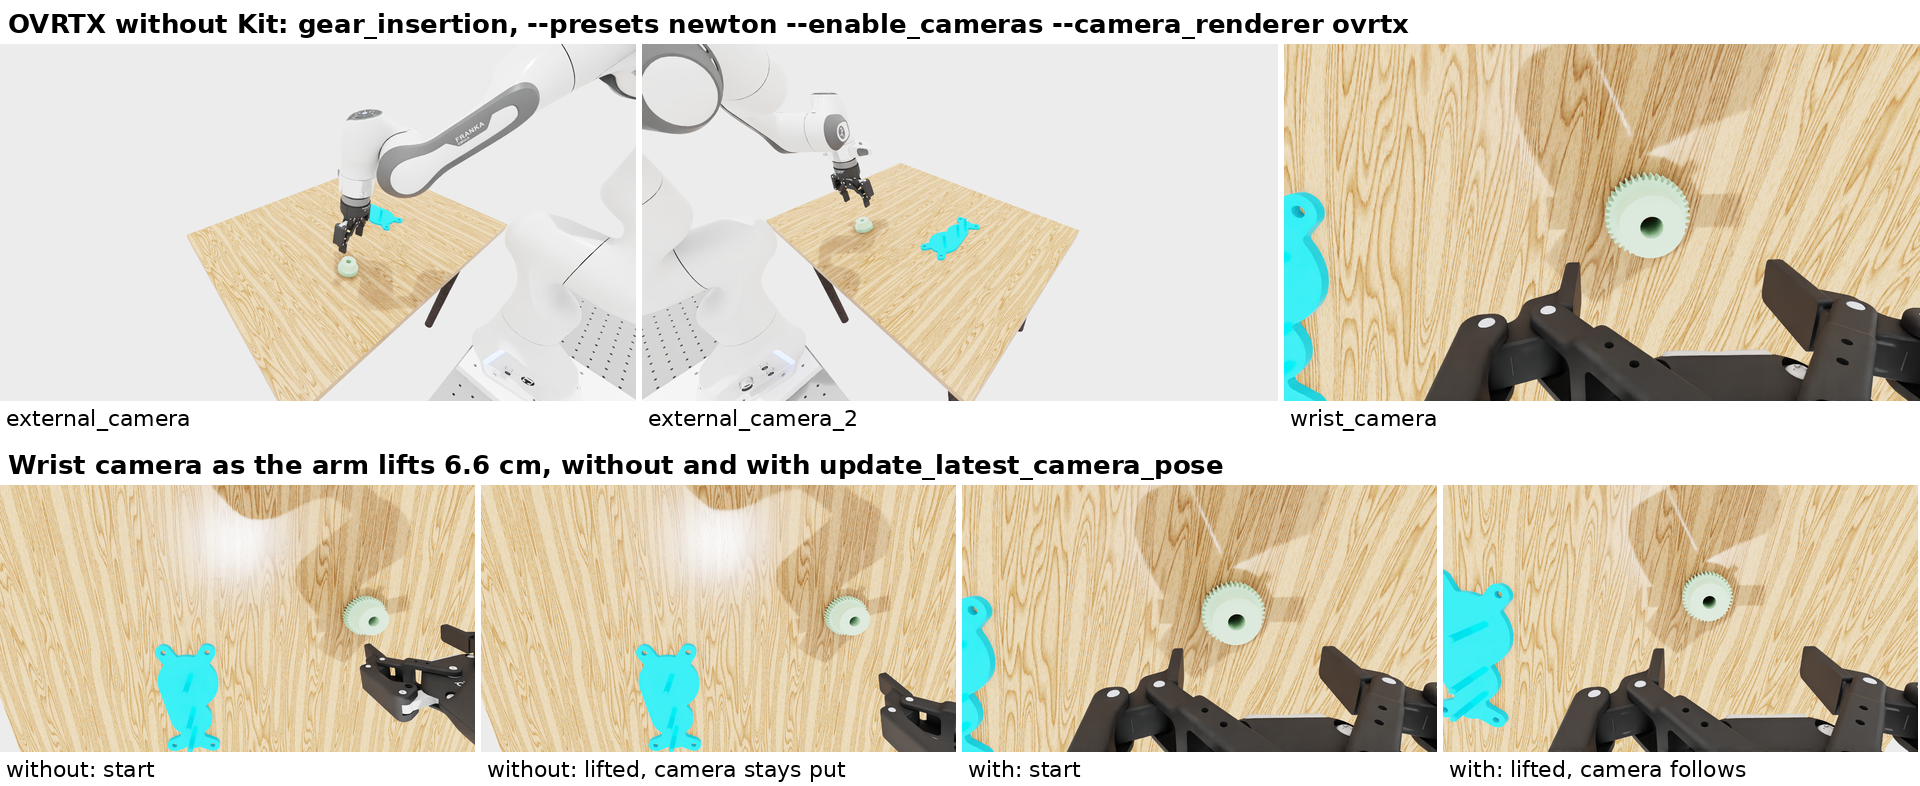 OVRTX without Kit: gear_insertion, --presets newton --enable_cameras --camera_renderer ovrtx
FRANKA
external_camera
external_camera_2
wrist_camera
Wrist camera as the arm lifts 6.6 cm, without and with update_latest_camera_pose
without: start
without: lifted, camera stays put
with: start
with: lifted, camera follows